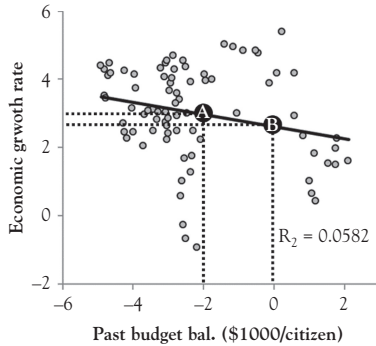 Economic grwoth rate
6
4
2
0
−2
A
B
R2 = 0.0582
−6
−4
−2
0
2
Past budget bal. ($1000/citizen)